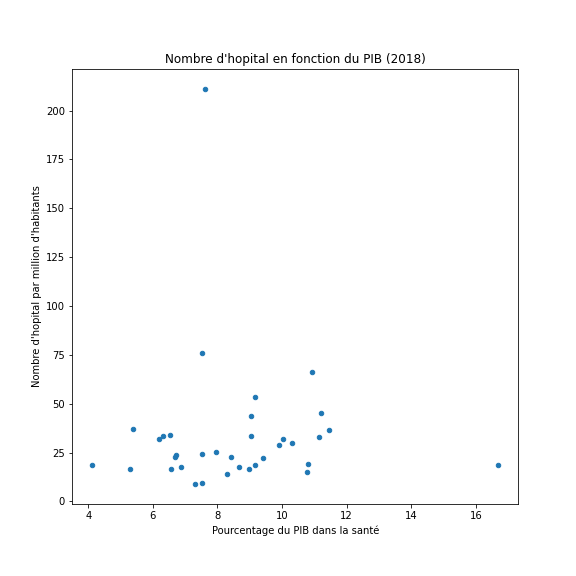 Nombre d'hopital en fonction du PIB (2018)
Nombre d'hopital par million d'habitants
200
175
150
125
100
75
50
25
0
4 6 8 10 12 14 16
Pourcentage du PIB dans la santé